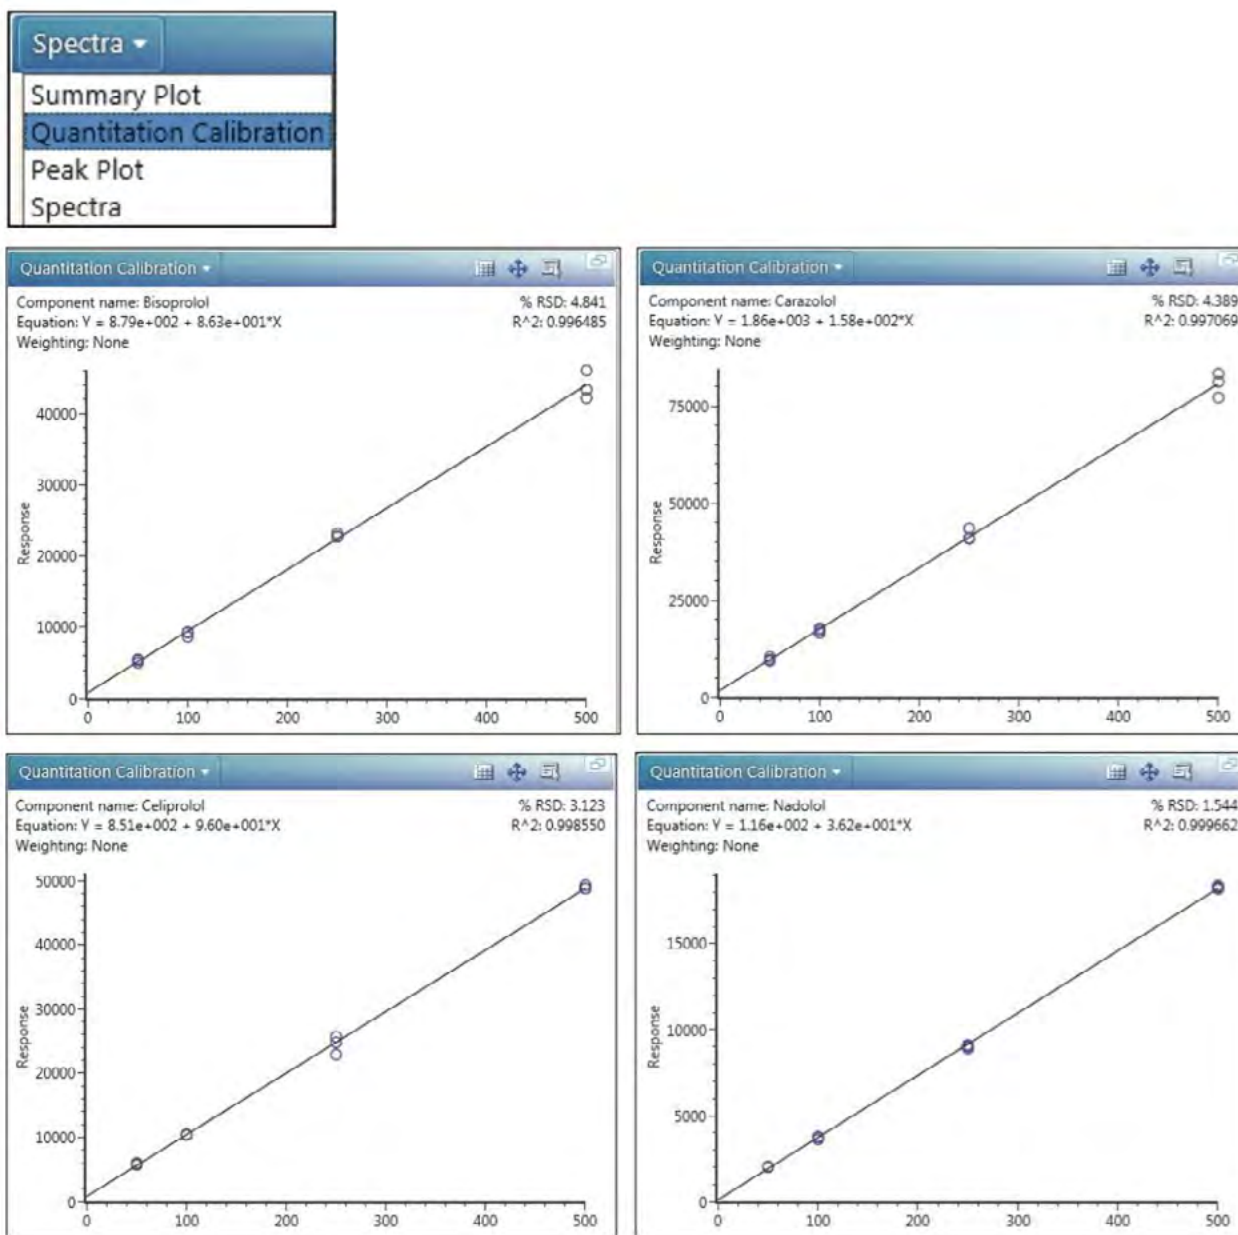 Spectra
Summary Plot
Quantitation Calibration
Peak Plot
Spectra
Quantitation Calibration
Component name: Bisoprolol % RSD: 4.841
Equation: Y = 8.79e+002 + 8.63e+001*X R^2: 0.996485
Weighting: None
40000
30000
20000
10000
0
Response
0 100 200 300 400 500
Quantitation Calibration
Component name: Carazolol % RSD: 4.389
Equation: Y = 1.86e+003 + 1.58e+002*X R^2: 0.997069
Weighting: None
75000
50000
25000
0
Response
0 100 200 300 400 500
Quantitation Calibration
Component name: Celiprolol % RSD: 3.123
Equation: Y = 8.51e+002 + 9.60e+001*X R^2: 0.998550
Weighting: None
50000
40000
30000
20000
10000
0
Response
0 100 200 300 400 500
Quantitation Calibration
Component name: Nadolol % RSD: 1.544
Equation: Y = 1.16e+002 + 3.62e+001*X R^2: 0.999662
Weighting: None
15000
10000
5000
0
Response
0 100 200 300 400 500